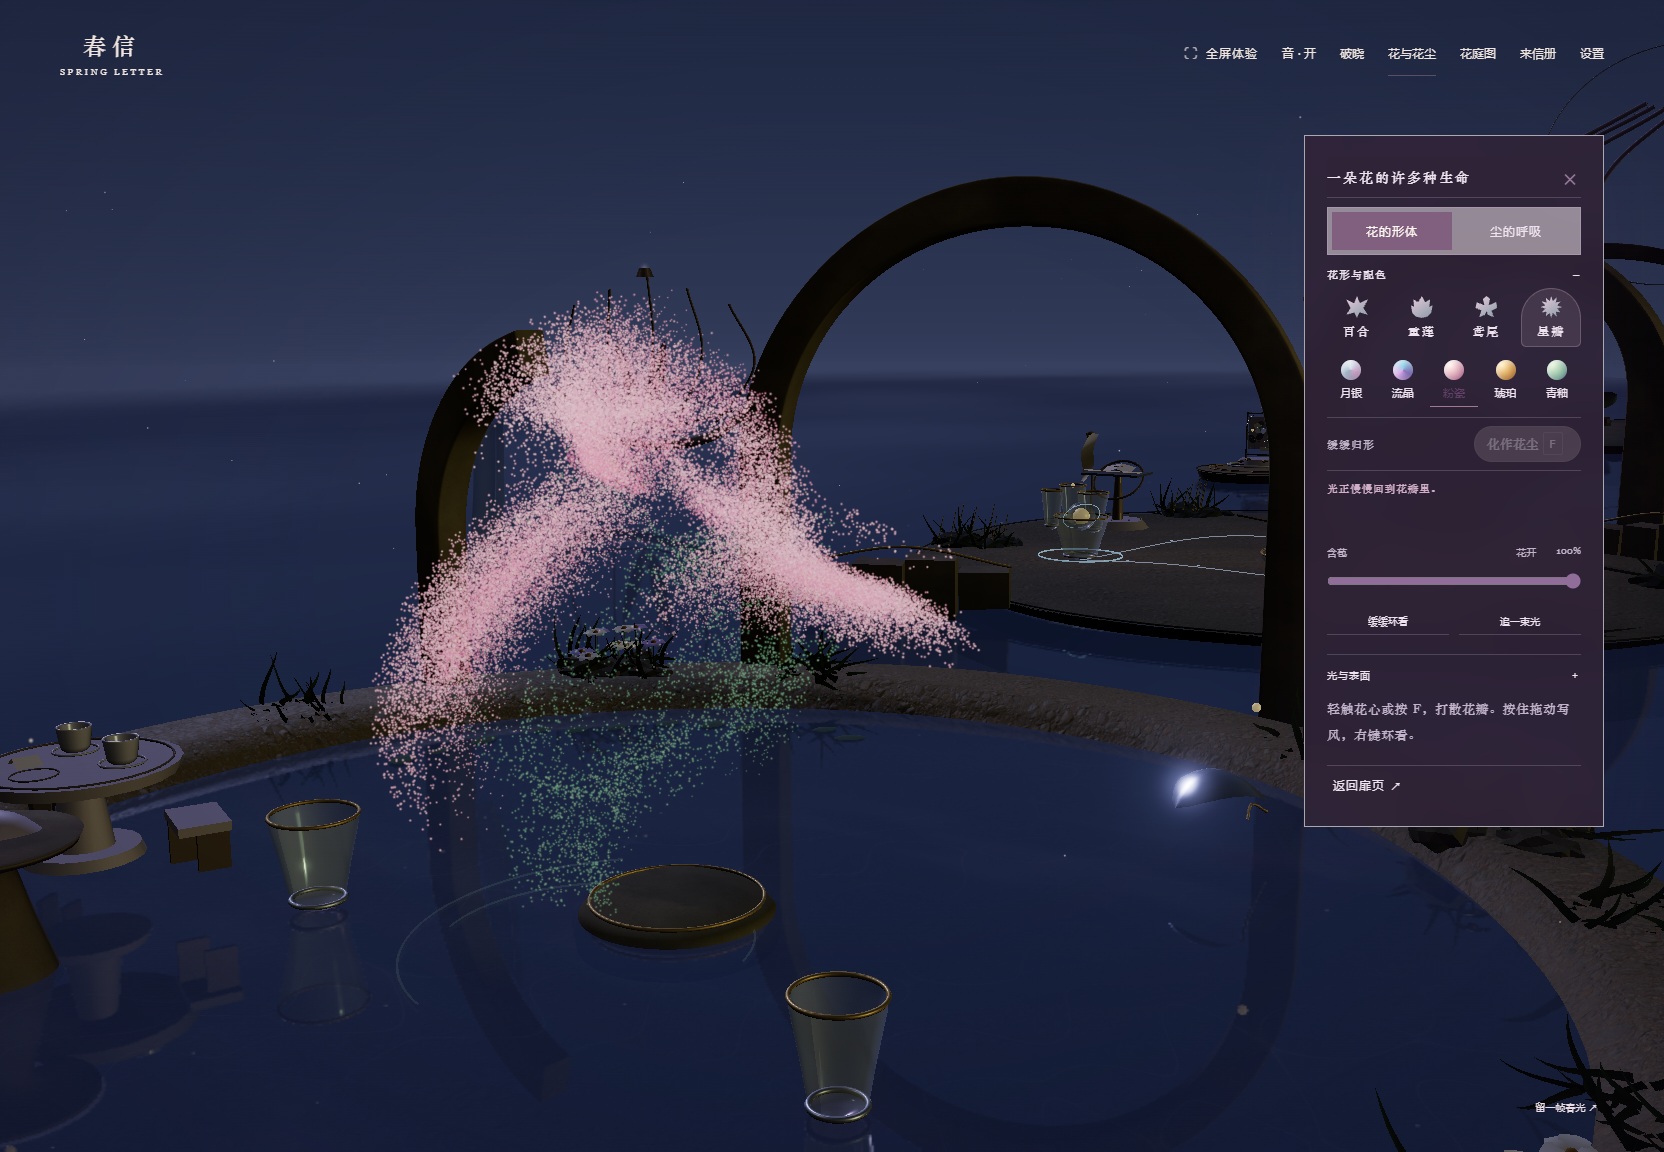 春信
SPRING LETTER
全屏体验 音·开 破晓 花与花尘 花庭图 来信册 设置
一朵花的许多种生命
花的形体 尘的呼吸
花形与配色
百合 重莲 鸢尾 星瓣
月银 流晶 粉瓷 琥珀 青釉
缓缓归形 化作花尘 F
光正慢慢回到花瓣里。
含苞 花开 100%
缓缓环看 追一束光
光与表面
轻触花心或按 F，打散花瓣。按住拖动写
风，右键环看。
返回扉页 ↗
留一帧春光 ↗